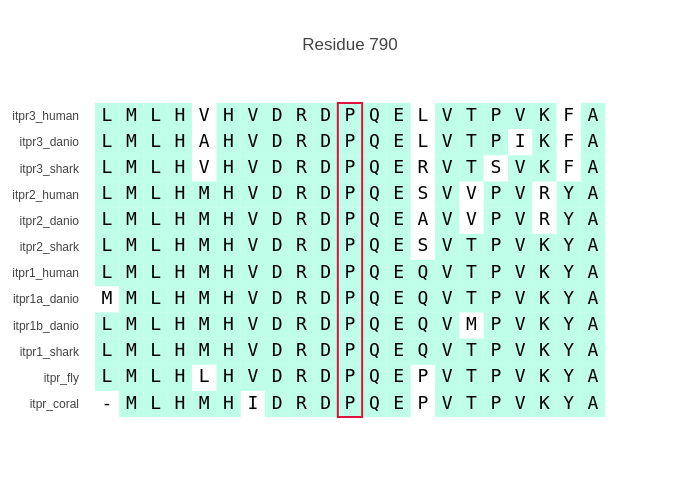 Residue 790
itpr3_human L M L H V H V D R D P Q E L V T P V K F A
itpr3_danio L M L H A H V D R D P Q E L V T P I K F A
itpr3_shark L M L H V H V D R D P Q E R V T S V K F A
itpr2_human L M L H M H V D R D P Q E S V V P V R Y A
itpr2_danio L M L H M H V D R D P Q E A V V P V R Y A
itpr2_shark L M L H M H V D R D P Q E S V T P V K Y A
itpr1_human L M L H M H V D R D P Q E Q V T P V K Y A
itpr1a_danio M M L H M H V D R D P Q E Q V T P V K Y A
itpr1b_danio L M L H M H V D R D P Q E Q V M P V K Y A
itpr1_shark L M L H M H V D R D P Q E Q V T P V K Y A
itpr_fly L M L H L H V D R D P Q E P V T P V K Y A
itpr_coral - M L H M H I D R D P Q E P V T P V K Y A